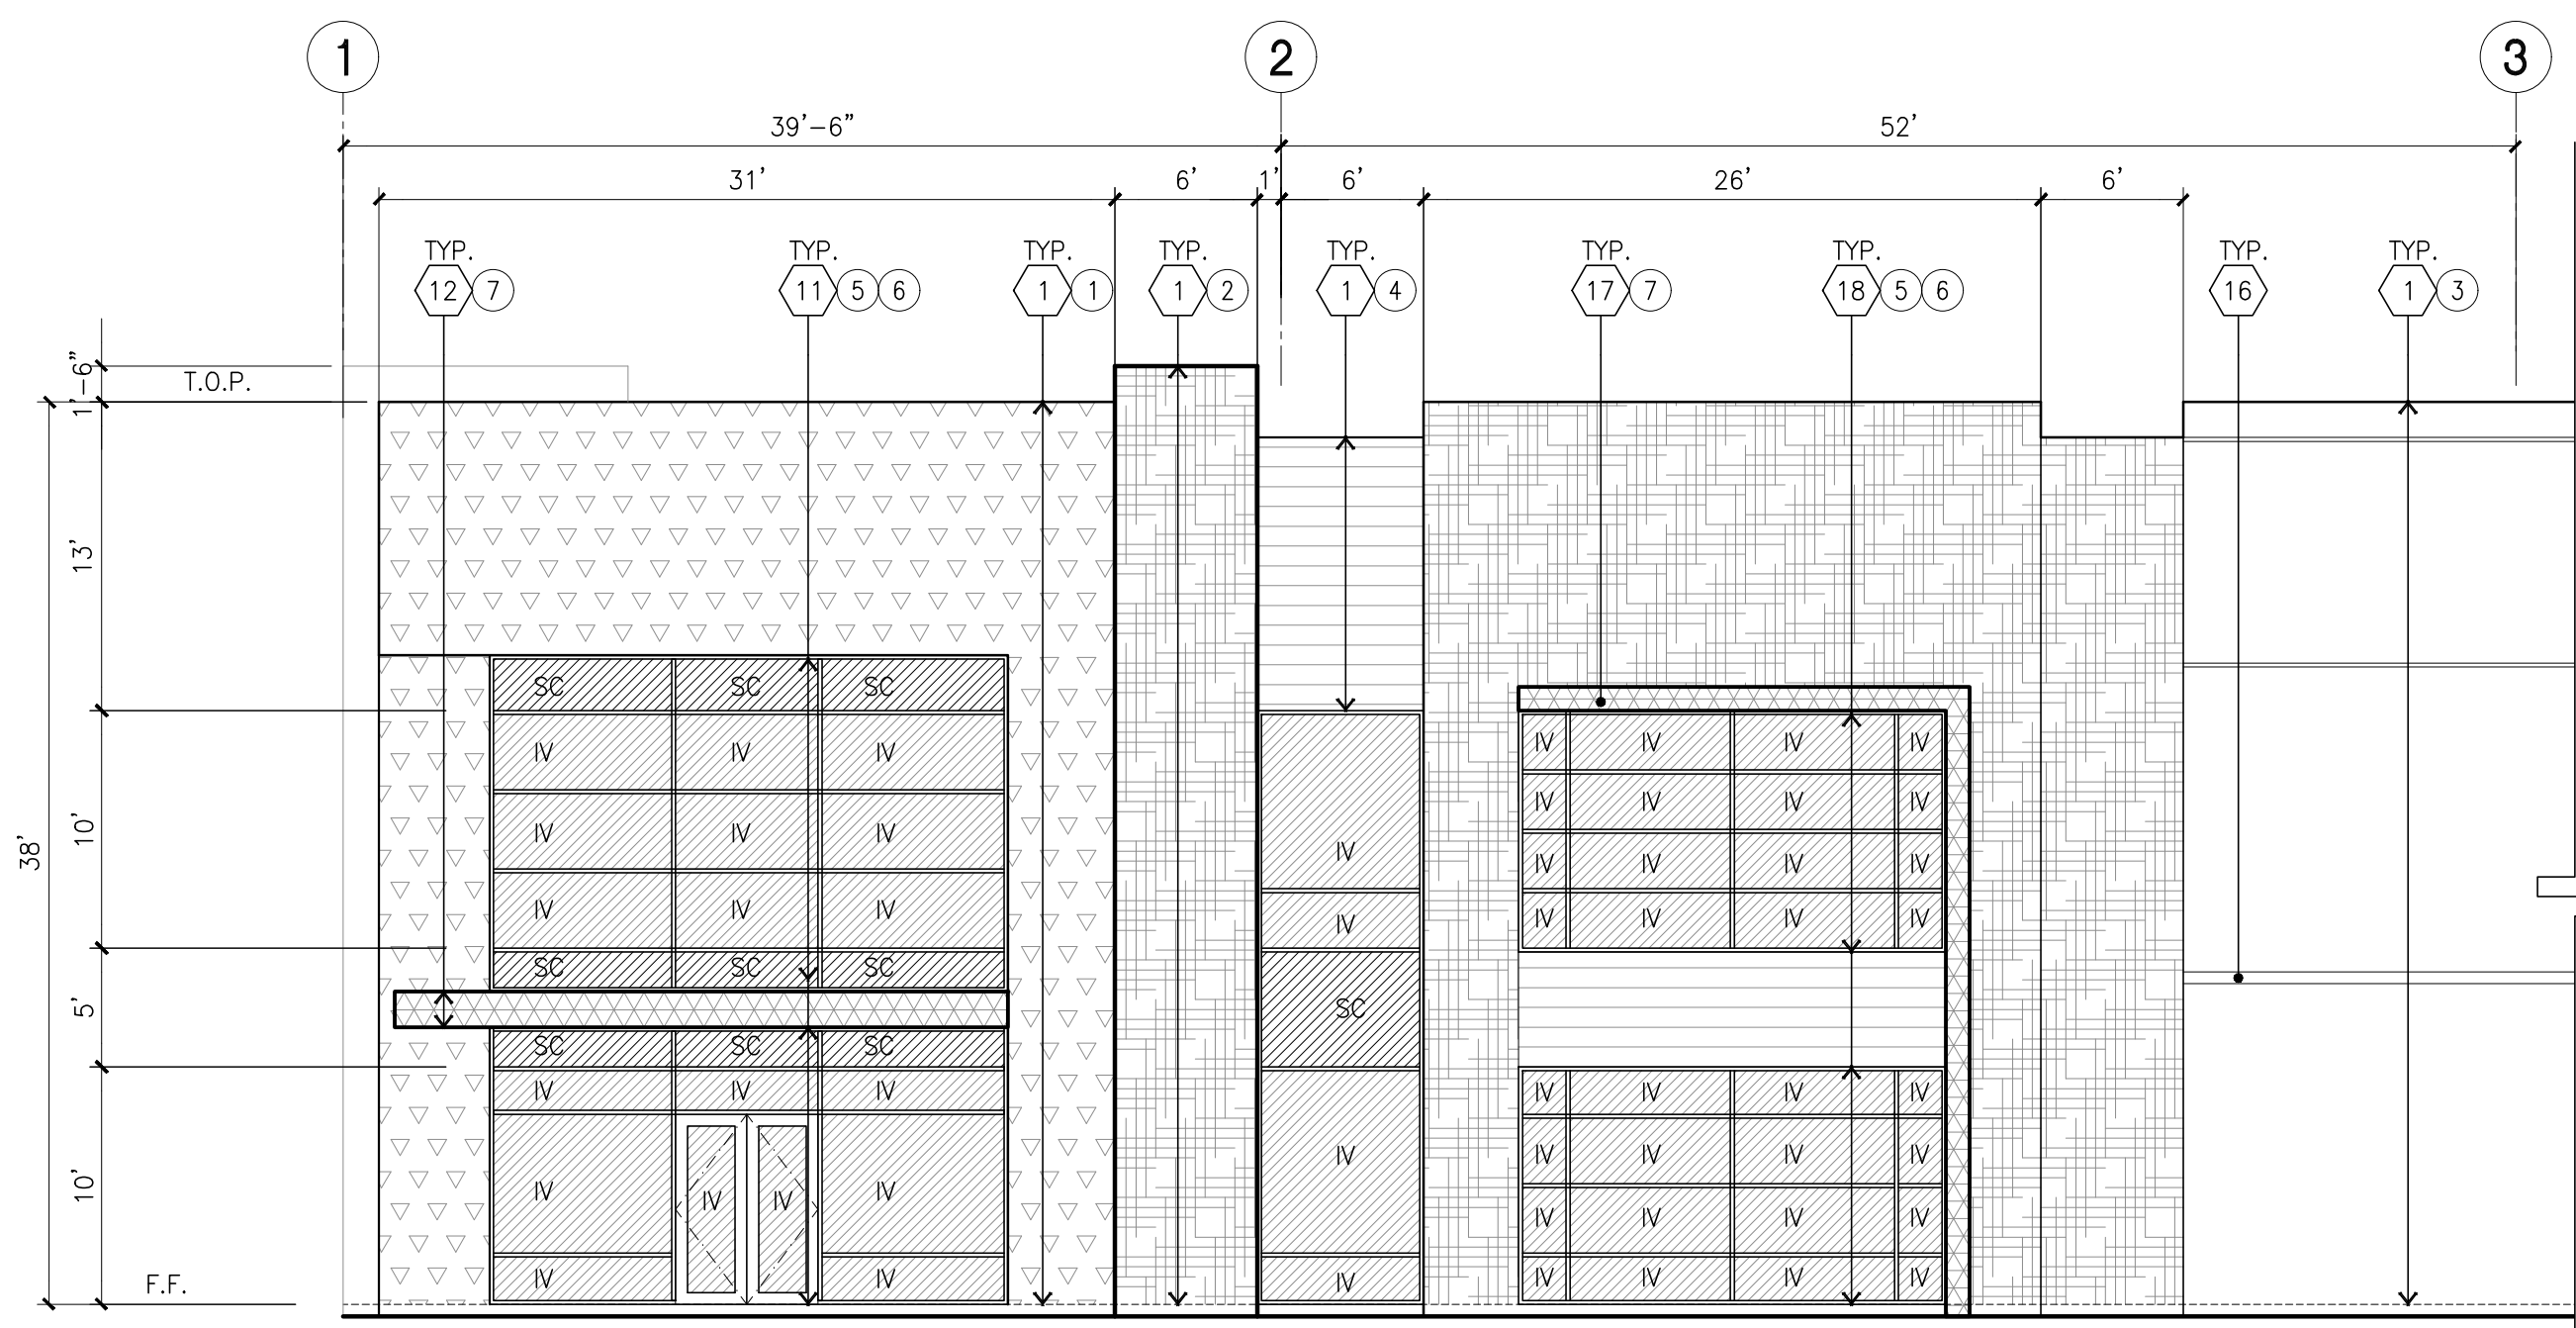 1 2 3
39'-6" 52'
31' 6' 1' 6' 26' 6'
TYP. TYP. TYP. TYP. TYP. TYP. TYP. TYP. TYP.
12 7 11 5 6 1 1 1 2 1 4 17 7 18 5 6 16 1 3
1'-6"
T.O.P.
13'
SC SC SC
IV IV IV IV IV IV IV
IV IV IV IV IV IV IV
10'
38'
IV
IV IV IV IV
IV IV IV IV IV IV IV
IV
SC SC SC
5'
SC
SC SC SC
IV IV IV IV IV IV IV
IV IV IV IV IV
10'
IV IV
IV IV
IV IV IV IV
IV IV IV IV IV IV IV
F.F.